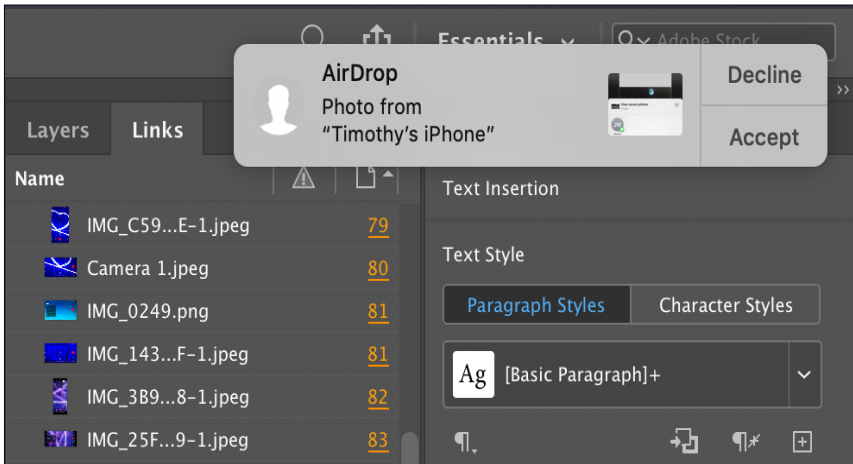 Essentials
Adobe Stock
AirDrop
Photo from
“Timothy’s iPhone”
Decline
Accept
Layers
Links
Name
IMG_C59...E-1.jpeg 79
Camera 1.jpeg 80
IMG_0249.png 81
IMG_143...F-1.jpeg 81
IMG_3B9...8-1.jpeg 82
IMG_25F...9-1.jpeg 83
Text Insertion
Text Style
Paragraph Styles
Character Styles
Ag [Basic Paragraph]+